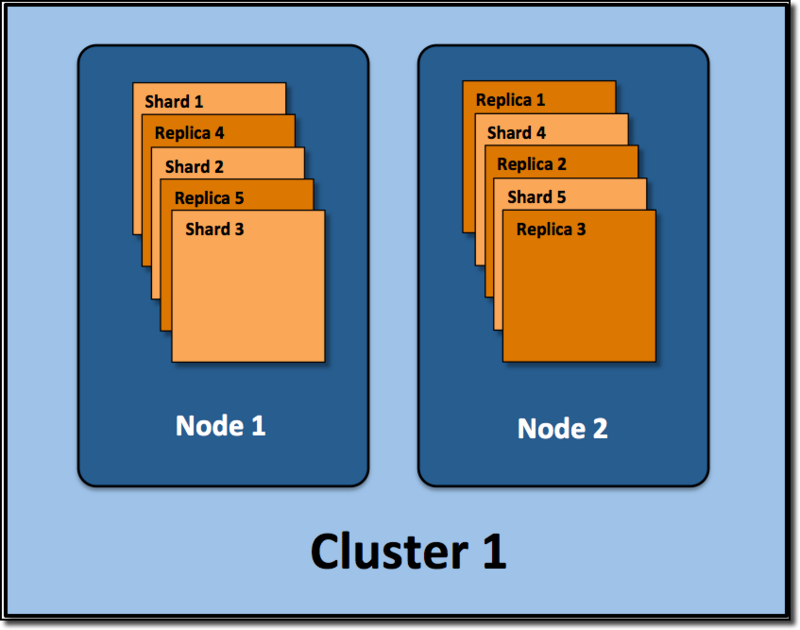 Shard 1
Replica 4
Shard 2
Replica 5
Shard 3
Node 1
Replica 1
Shard 4
Replica 2
Shard 5
Replica 3
Node 2
Cluster 1